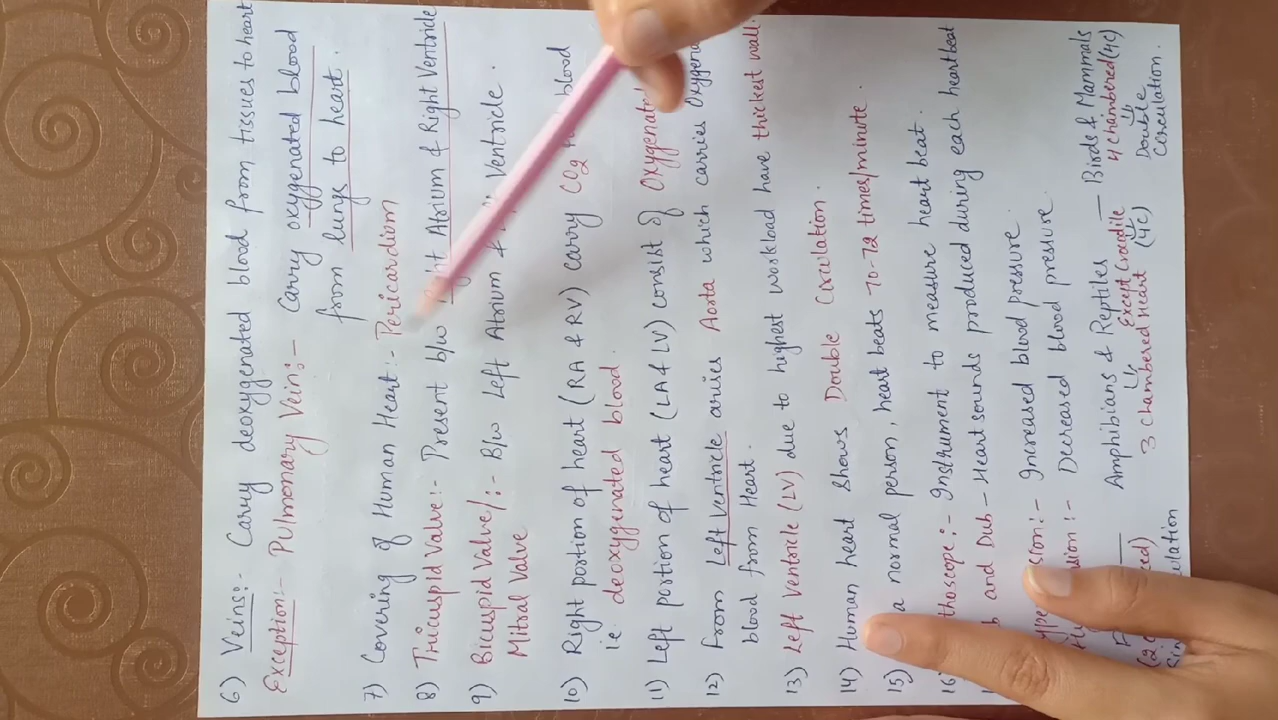 6) Veins:- Carry deoxygenated blood from tissues to heart
Exception:- Pulmonary Vein:- Carry oxygenated blood
from lungs to heart.
7) Covering of Human Heart:- Pericardium
8) Tricuspid Valve:- Present b/w Right Atrium & Right Ventricle
9) Bicuspid Valve/:- B/w Left Atrium & Ventricle.
Mitral Valve
10) Right portion of heart (RA & RV) carry CO2 blood
i.e. deoxygenated blood.
11) Left portion of heart (LA & LV) consist of Oxygenat
12) From Left Ventricle arises Aorta which carries Oxygena
blood from Heart.
13) Left Ventricle (LV) due to highest workload have thickest wall.
14) Human heart shows Double Circulation.
15) a normal person, heart beats 70-72 times/minute.
16) thoscope:- Instrument to measure heart beat.
and Dub - Heart sounds produced during each heartbeat
sion:- Increased blood pressure.
sion:- Decreased blood pressure
Amphibians & Reptiles — Birds & Mammals
Except Crocodile (4C) 4 chambered (4C)
3 Chambered Heart Double
Circulation.